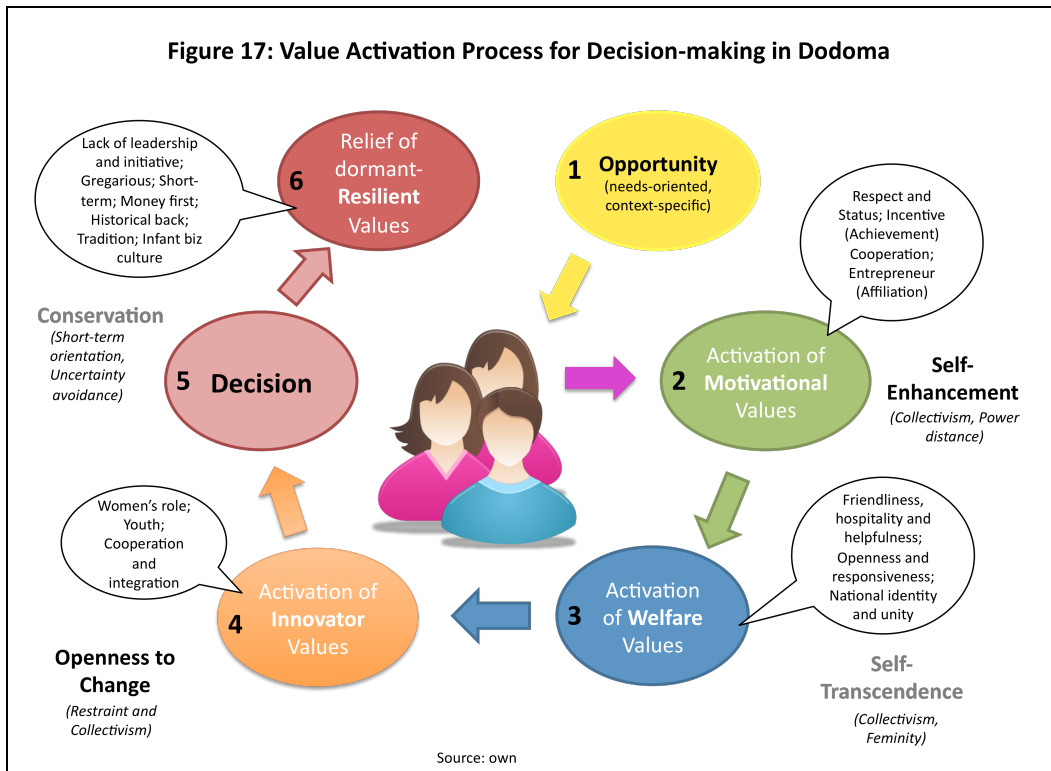 Figure 17: Value Activation Process for Decision-making in Dodoma
1
Opportunity
(needs-oriented,
context-specific)
2
Activation of
Motivational
Values
Respect and
Status; Incentive
(Achievement)
Cooperation;
Entrepreneur
(Affiliation)
Self-
Enhancement
(Collectivism, Power
distance)
3
Activation
of Welfare
Values
Friendliness,
hospitality and
helpfulness;
Openness and
responsiveness;
National identity
and unity
Self-
Transcendence
(Collectivism,
Feminity)
4
Activation of
Innovator
Values
Women's role;
Youth;
Cooperation
and
integration
Openness to
Change
(Restraint and
Collectivism)
5
Decision
Conservation
(Short-term
orientation,
Uncertainty
avoidance)
6
Relief of
dormant-
Resilient
Values
Lack of leadership
and initiative;
Gregarious; Short-
term; Money first;
Historical back;
Tradition; Infant biz
culture
Source: own